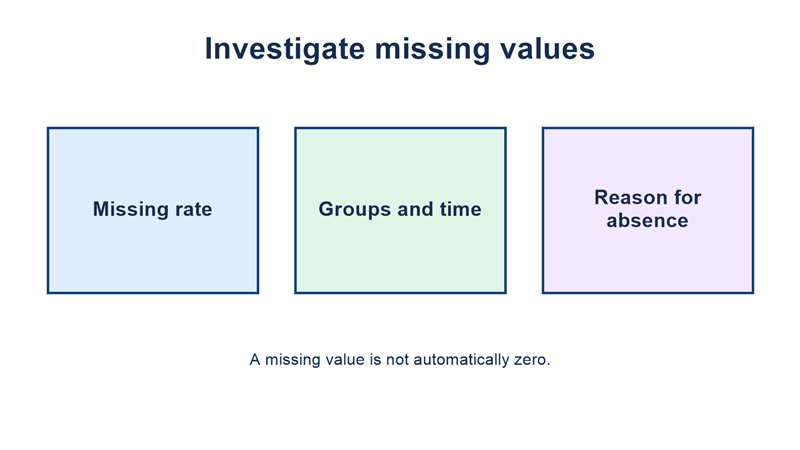 Investigate missing values
Missing rate
Groups and time
Reason for
absence
A missing value is not automatically zero.